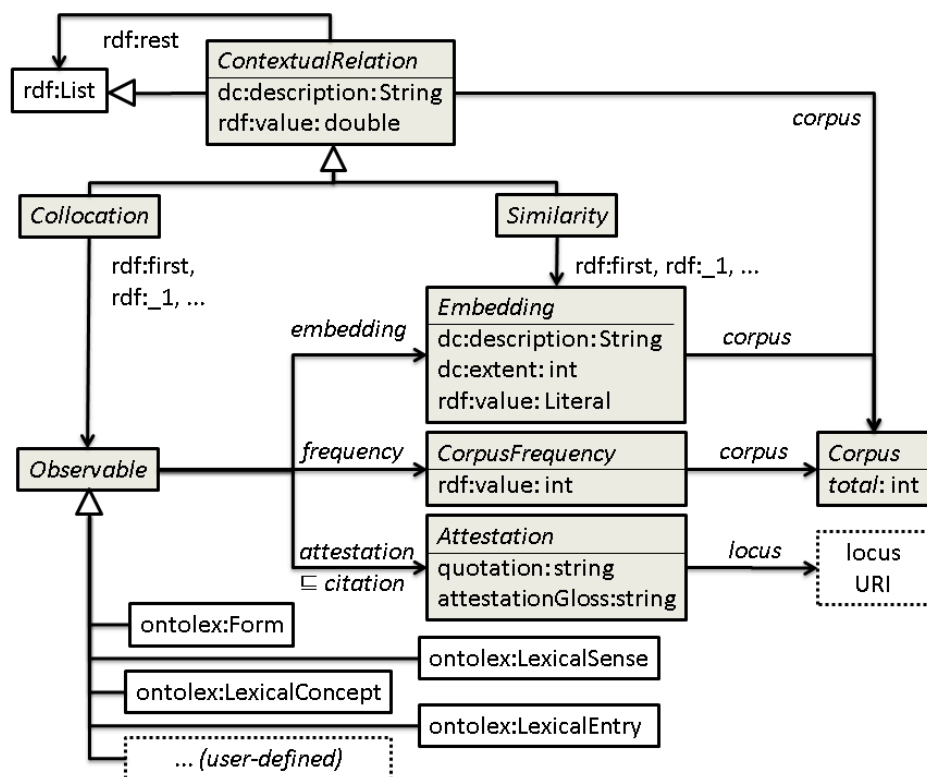 rdf:rest
ContextualRelation
dc:description: String
rdf:value: double
rdf:List
corpus
Collocation
Similarity
rdf:first,
rdf:_1, ...
rdf:first, rdf:_1, ...
embedding
Embedding
dc:description: String
dc:extent: int
rdf:value: Literal
corpus
Observable
frequency
CorpusFrequency
rdf:value: int
corpus
Corpus
total: int
attestation
⊑ citation
Attestation
quotation: string
attestationGloss:string
locus
locus
URI
ontolex:Form
ontolex:LexicalSense
ontolex:LexicalConcept
ontolex:LexicalEntry
... (user-defined)